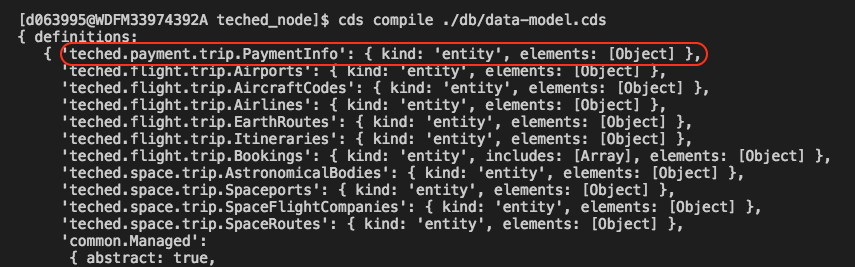 [d063995@WDFM33974392A teched_node]$ cds compile ./db/data-model.cds
{ definitions:
{ 'teched.payment.trip.PaymentInfo': { kind: 'entity', elements: [Object] },
'teched.flight.trip.Airports': { kind: 'entity', elements: [Object] },
'teched.flight.trip.AircraftCodes': { kind: 'entity', elements: [Object] },
'teched.flight.trip.Airlines': { kind: 'entity', elements: [Object] },
'teched.flight.trip.EarthRoutes': { kind: 'entity', elements: [Object] },
'teched.flight.trip.Itineraries': { kind: 'entity', elements: [Object] },
'teched.flight.trip.Bookings': { kind: 'entity', includes: [Array], elements: [Object] },
'teched.space.trip.AstronomicalBodies': { kind: 'entity', elements: [Object] },
'teched.space.trip.Spaceports': { kind: 'entity', elements: [Object] },
'teched.space.trip.SpaceFlightCompanies': { kind: 'entity', elements: [Object] },
'teched.space.trip.SpaceRoutes': { kind: 'entity', elements: [Object] },
'common.Managed':
{ abstract: true,